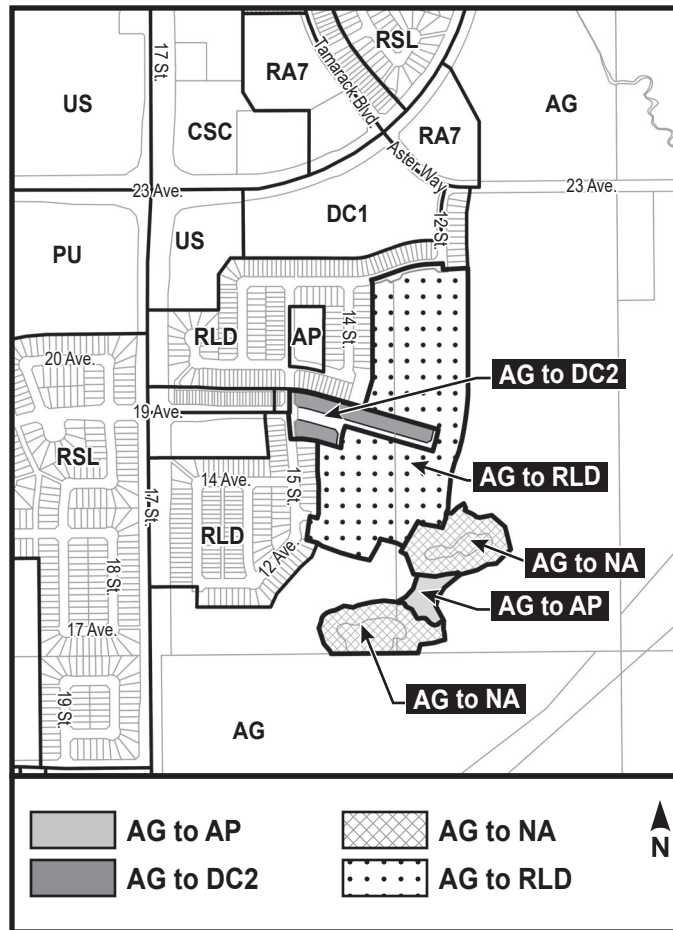 RSL
17 St.
Tamarack Blvd.
RA7
US
AG
CSC
RA7
Aster Way
23 Ave.
23 Ave.
DC1
12 St.
US
PU
14 St.
RLD
AP
20 Ave.
AG to DC2
19 Ave.
RSL
14 Ave.
15 St.
AG to RLD
17 St.
RLD
12 Ave.
AG to NA
18 St.
AG to AP
17 Ave.
AG to NA
19 St.
AG
AG to AP
AG to NA
AG to DC2
AG to RLD
N